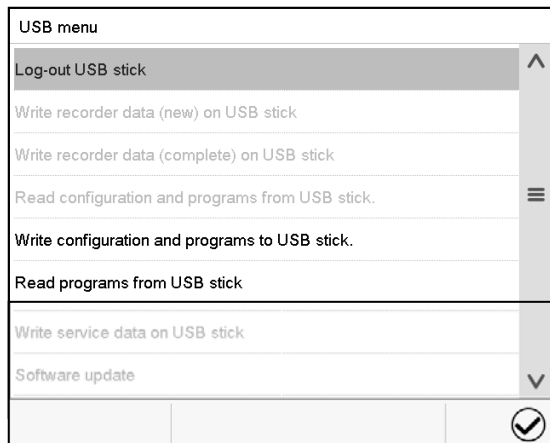 USB menu
Log-out USB stick
Write recorder data (new) on USB stick
Write recorder data (complete) on USB stick
Read configuration and programs from USB stick.
Write configuration and programs to USB stick.
Read programs from USB stick
Write service data on USB stick
Software update